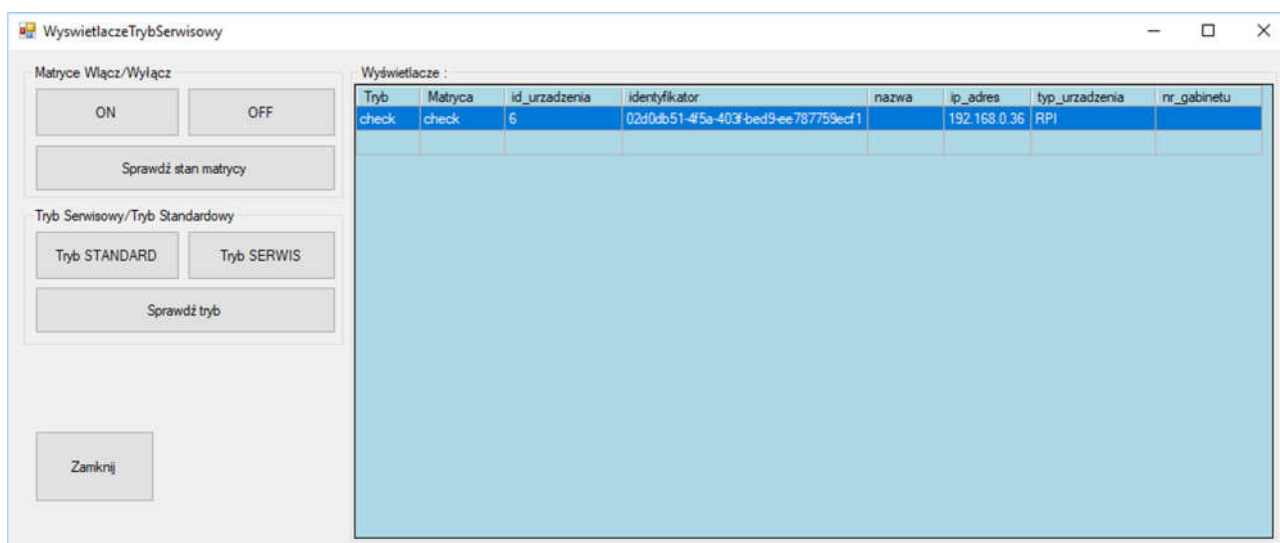 WyswietlaczeTrybSerwisowy
Matryce Włącz/Wyłącz
ON OFF
Sprawdź stan matrycy
Tryb Serwisowy/Tryb Standardowy
Tryb STANDARD Tryb SERWIS
Sprawdź tryb
Zamknij
Wyświetlacze :
Tryb Matryca id_urzadzenia identyfikator nazwa ip_adres typ_urzadzenia nr_gabinetu
check check 6 02d0db51-4f5a-403f-bed9-ee787759ecf1 192.168.0.36 RPI